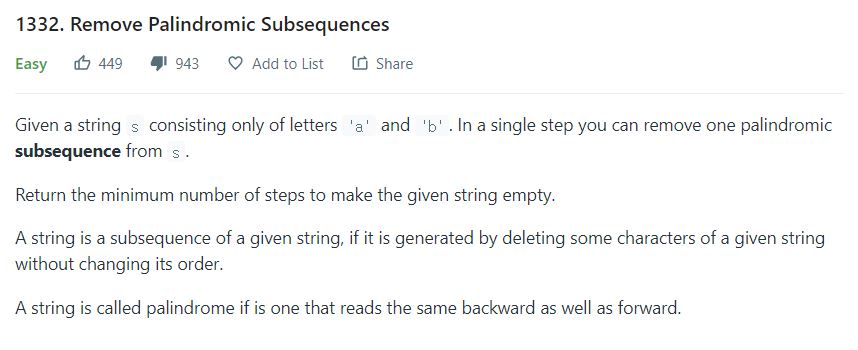 1332. Remove Palindromic Subsequences
Easy 449 943 Add to List Share
Given a string s consisting only of letters 'a' and 'b'. In a single step you can remove one palindromic
subsequence from s.
Return the minimum number of steps to make the given string empty.
A string is a subsequence of a given string, if it is generated by deleting some characters of a given string
without changing its order.
A string is called palindrome if is one that reads the same backward as well as forward.